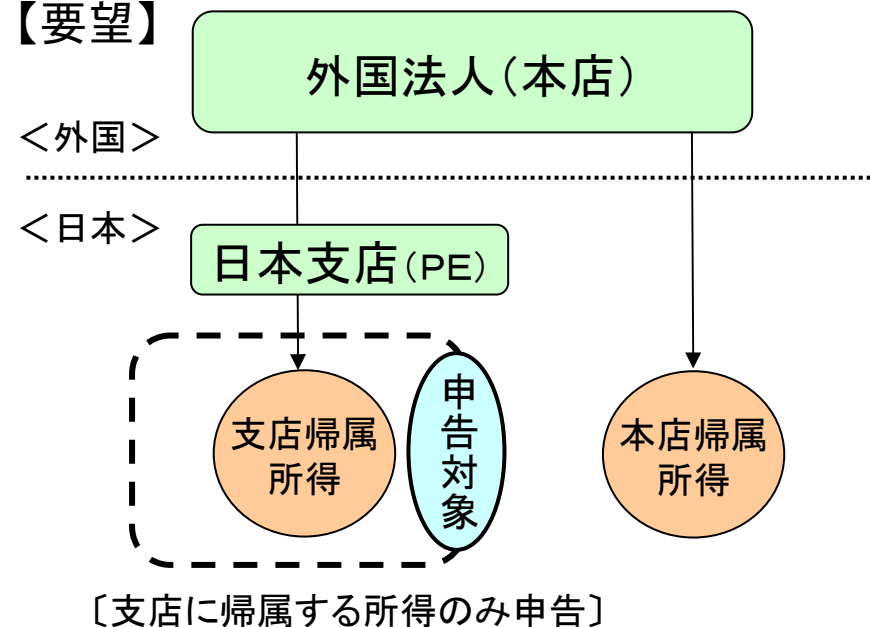 【要望】
外国法人（本店）
＜外国＞
＜日本＞
日本支店（PE）
支店帰属
所得
申告対象
本店帰属
所得
〔支店に帰属する所得のみ申告〕